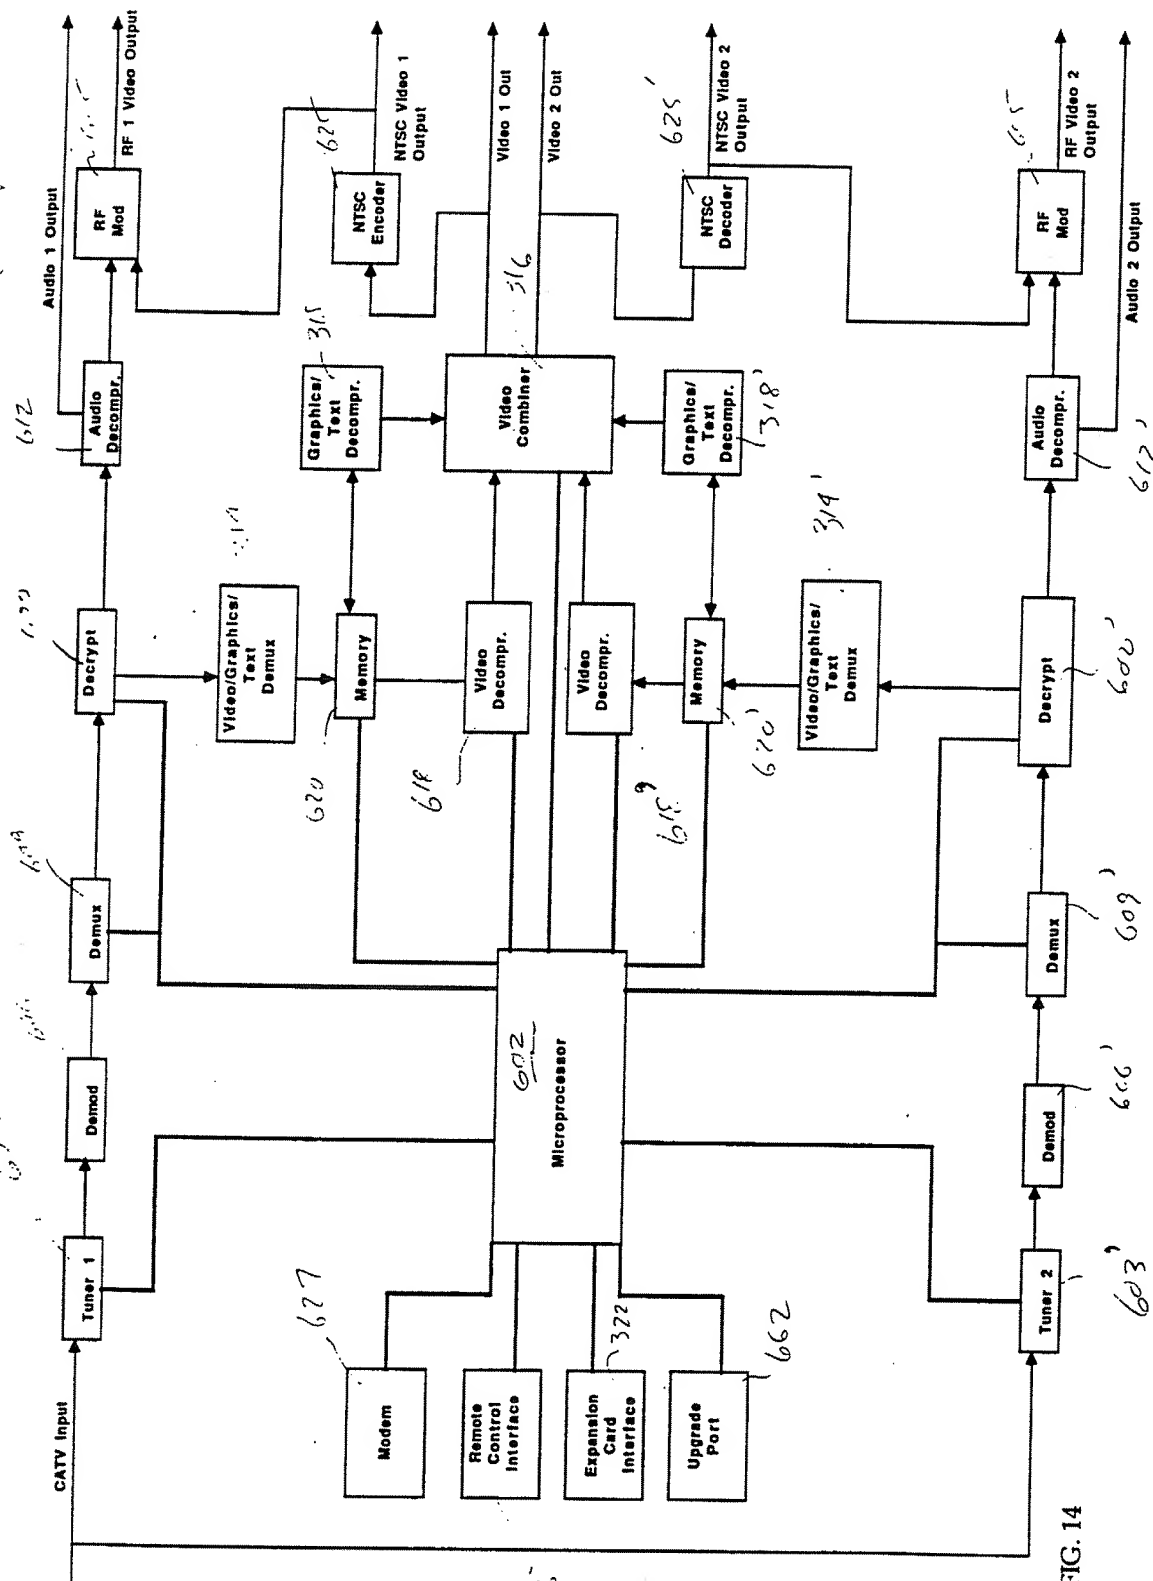 CATV Input
Tuner 1
Demod
Demux
Decrypt
Audio
Decompr.
612
Audio 1 Output
RF
Mod
RF 1 Video Output
Video/Graphics/
Text
Demux
Memory
620
Graphics/
Text
Decompr.
315
NTSC
Encoder
NTSC Video 1
Output
Video
Decompr.
618
Video
Combiner
316
Video 1 Out
Video 2 Out
Modem
627
Remote
Control
Interface
Expansion
Card
Interface
322
Upgrade
Port
662
602
Microprocessor
Video
Decompr.
618'
Memory
620'
Graphics/
Text
Decompr.
318'
NTSC
Decoder
625'
NTSC Video 2
Output
Video/Graphics/
Text
Demux
314'
Tuner 2
603'
Demod
606'
Demux
609'
Decrypt
602'
Audio
Decompr.
612'
RF
Mod
RF Video 2
Output
Audio 2 Output
FIG. 14